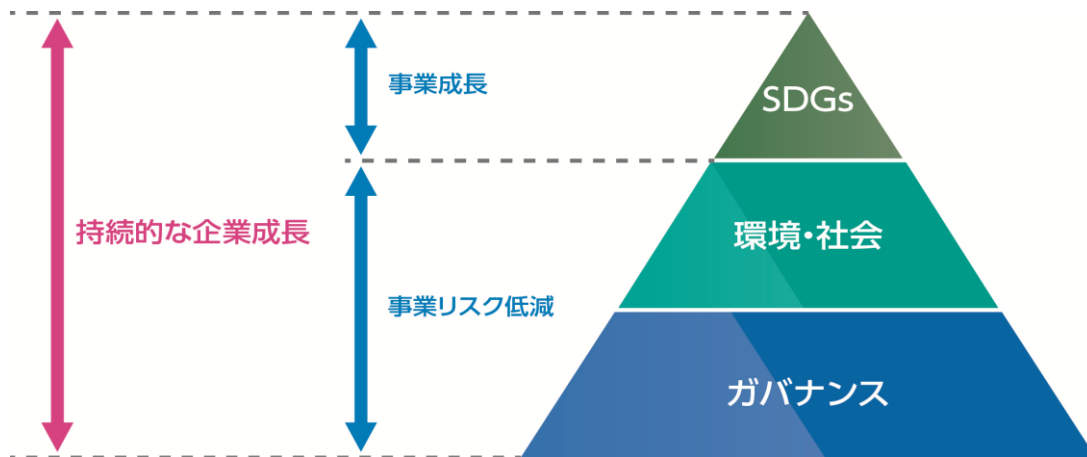 事業成長
SDGs
持続的な企業成長
環境・社会
事業リスク低減
ガバナンス